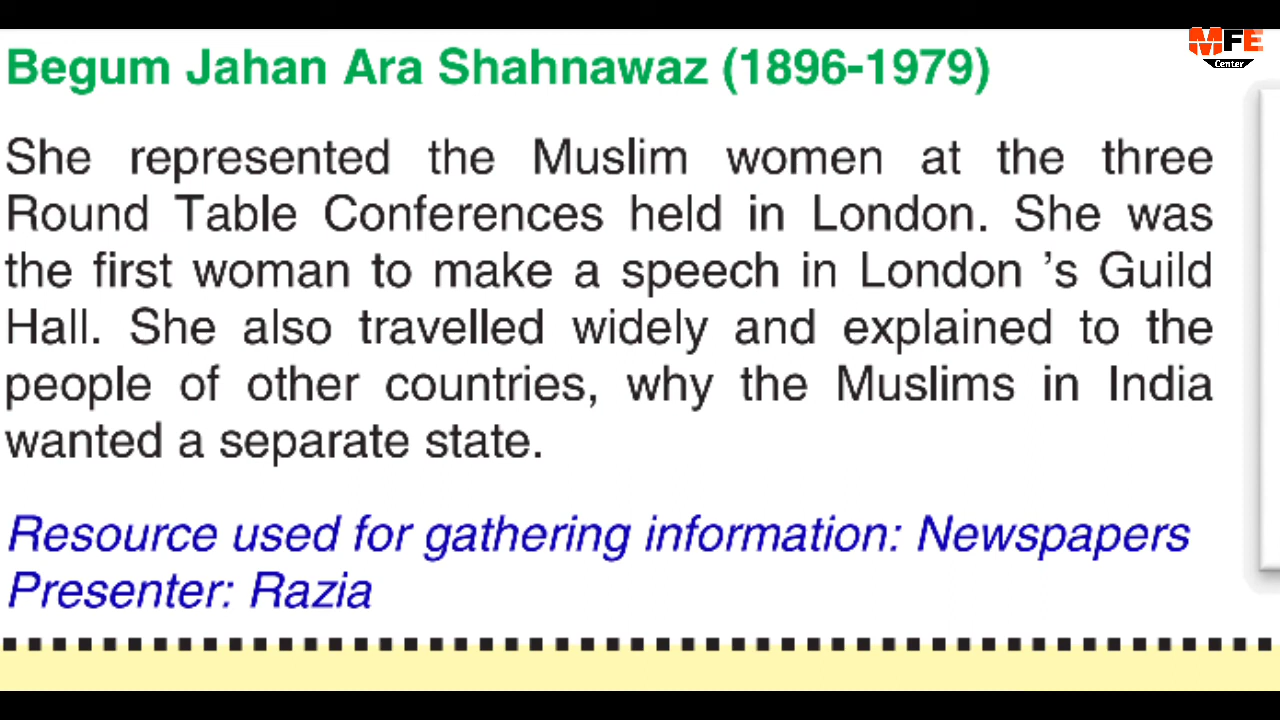 MFE
Center
Begum Jahan Ara Shahnawaz (1896-1979)
She represented the Muslim women at the three
Round Table Conferences held in London. She was
the first woman to make a speech in London 's Guild
Hall. She also travelled widely and explained to the
people of other countries, why the Muslims in India
wanted a separate state.
Resource used for gathering information: Newspapers
Presenter: Razia